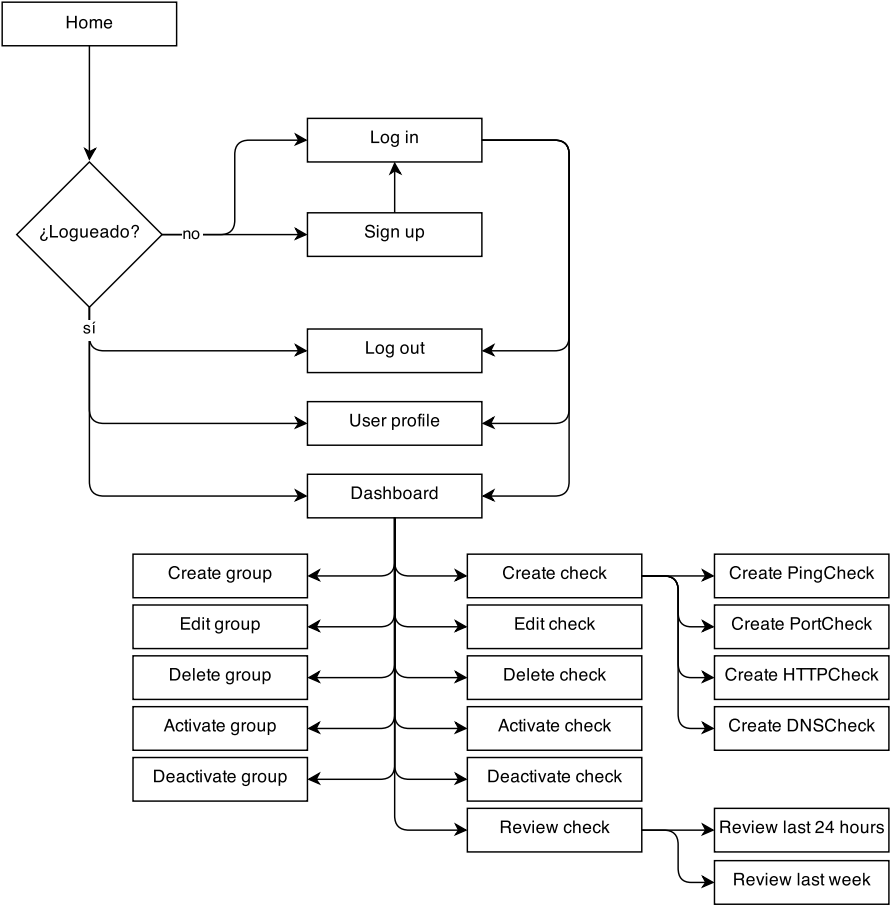 Home
Log in
¿Logueado?
no
Sign up
sí
Log out
User profile
Dashboard
Create group
Create check
Create PingCheck
Edit group
Edit check
Create PortCheck
Delete group
Delete check
Create HTTPCheck
Activate group
Activate check
Create DNSCheck
Deactivate group
Deactivate check
Review check
Review last 24 hours
Review last week